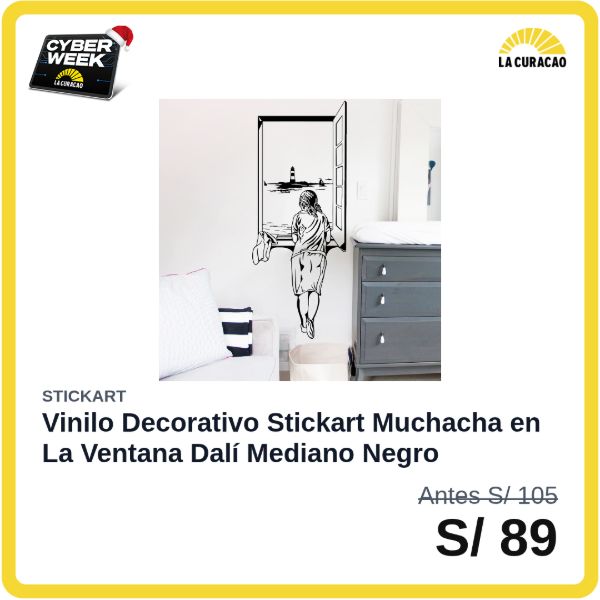 CYBER
WEEK
LA CURACAO
LA CURACAO
STICKART
Vinilo Decorativo Stickart Muchacha en
La Ventana Dalí Mediano Negro
Antes S/ 105
S/ 89